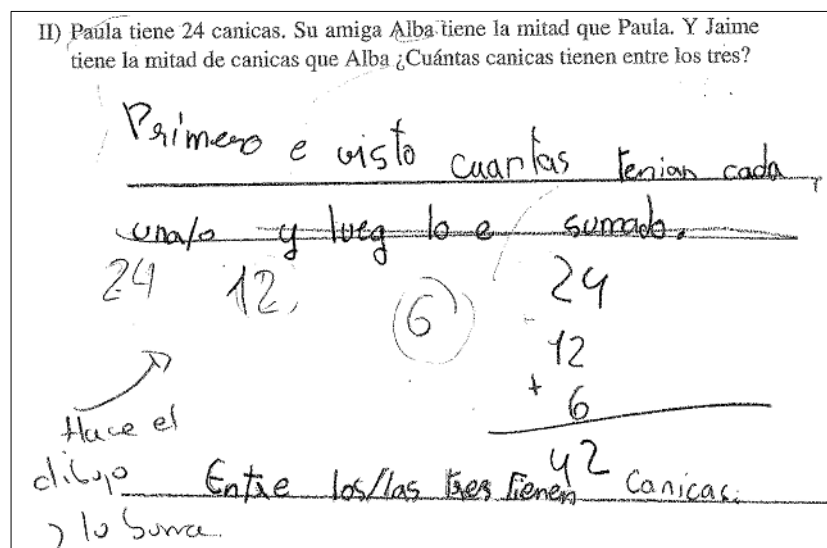 II) Paula tiene 24 canicas. Su amiga Alba tiene la mitad que Paula. Y Jaime
tiene la mitad de canicas que Alba ¿Cuántas canicas tienen entre los tres?
Primero e visto cuantas tenian cada
una/o y lueg lo e sumado.
24 12, 6 24
12
+ 6
42
Hace el
dibujo
y lo suma.
Entre los/las tres tienen canicas.